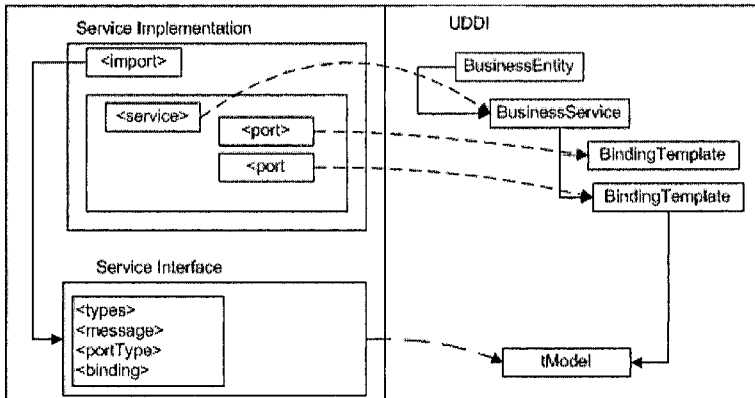 Service Implementation
<import>
<service>
<port>
<port
Service Interface
<types>
<message>
<portType>
<binding>
UDDI
BusinessEntity
BusinessService
BindingTemplate
BindingTemplate
tModel